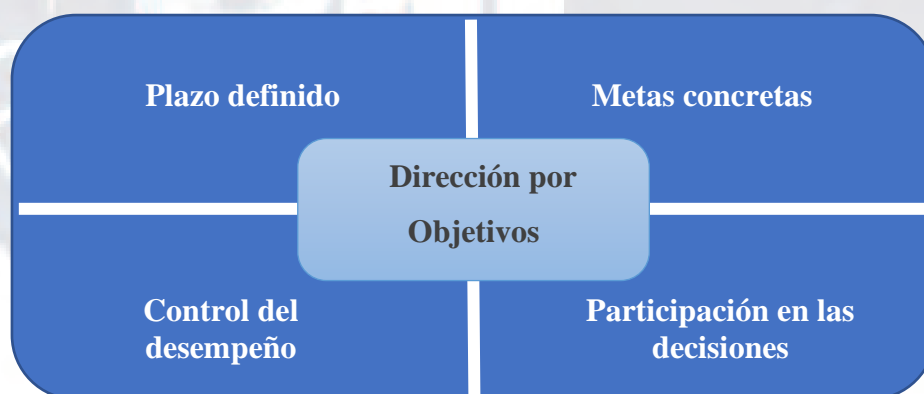 Plazo definido
Metas concretas
Dirección por
Objetivos
Control del
desempeño
Participación en las
decisiones